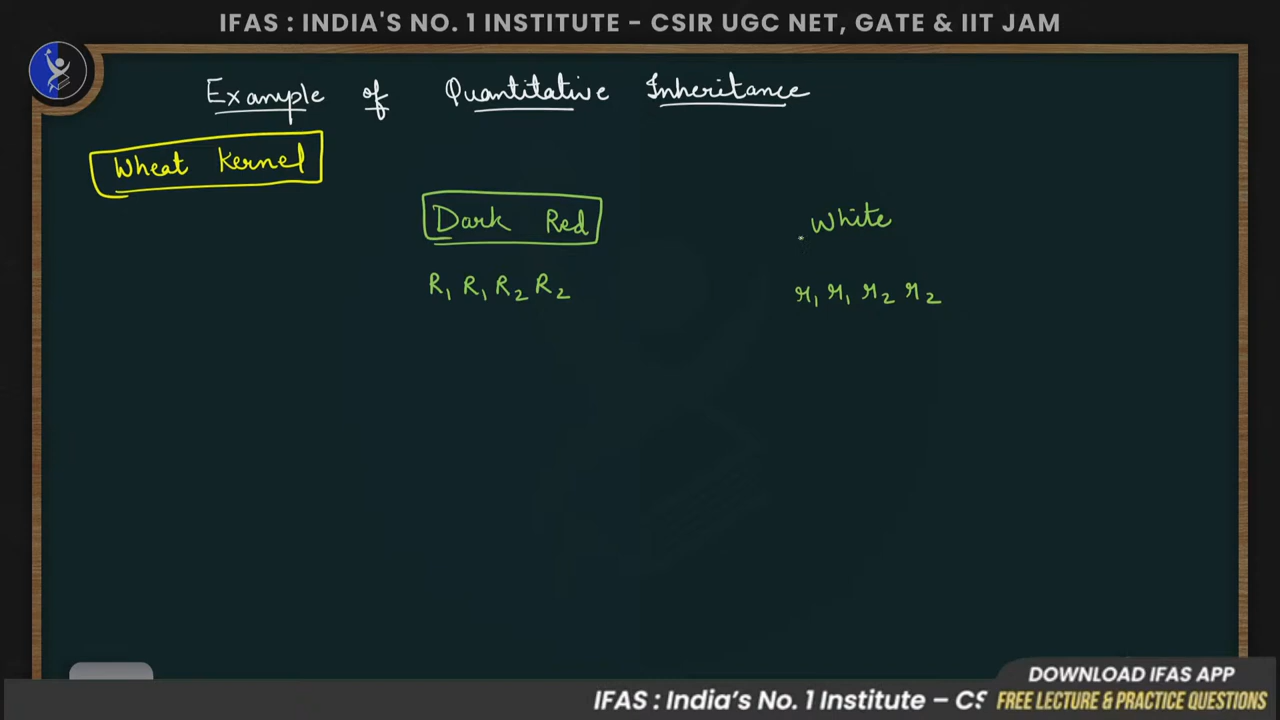 IFAS : INDIA'S NO. 1 INSTITUTE - CSIR UGC NET, GATE & IIT JAM
Example of Quantitative Inheritance
Wheat Kernel
Dark Red White
R₁ R₁ R₂ R₂ r₁ r₁ r₂ r₂
DOWNLOAD IFAS APP
IFAS : India's No. 1 Institute – CS FREE LECTURE & PRACTICE QUESTIONS